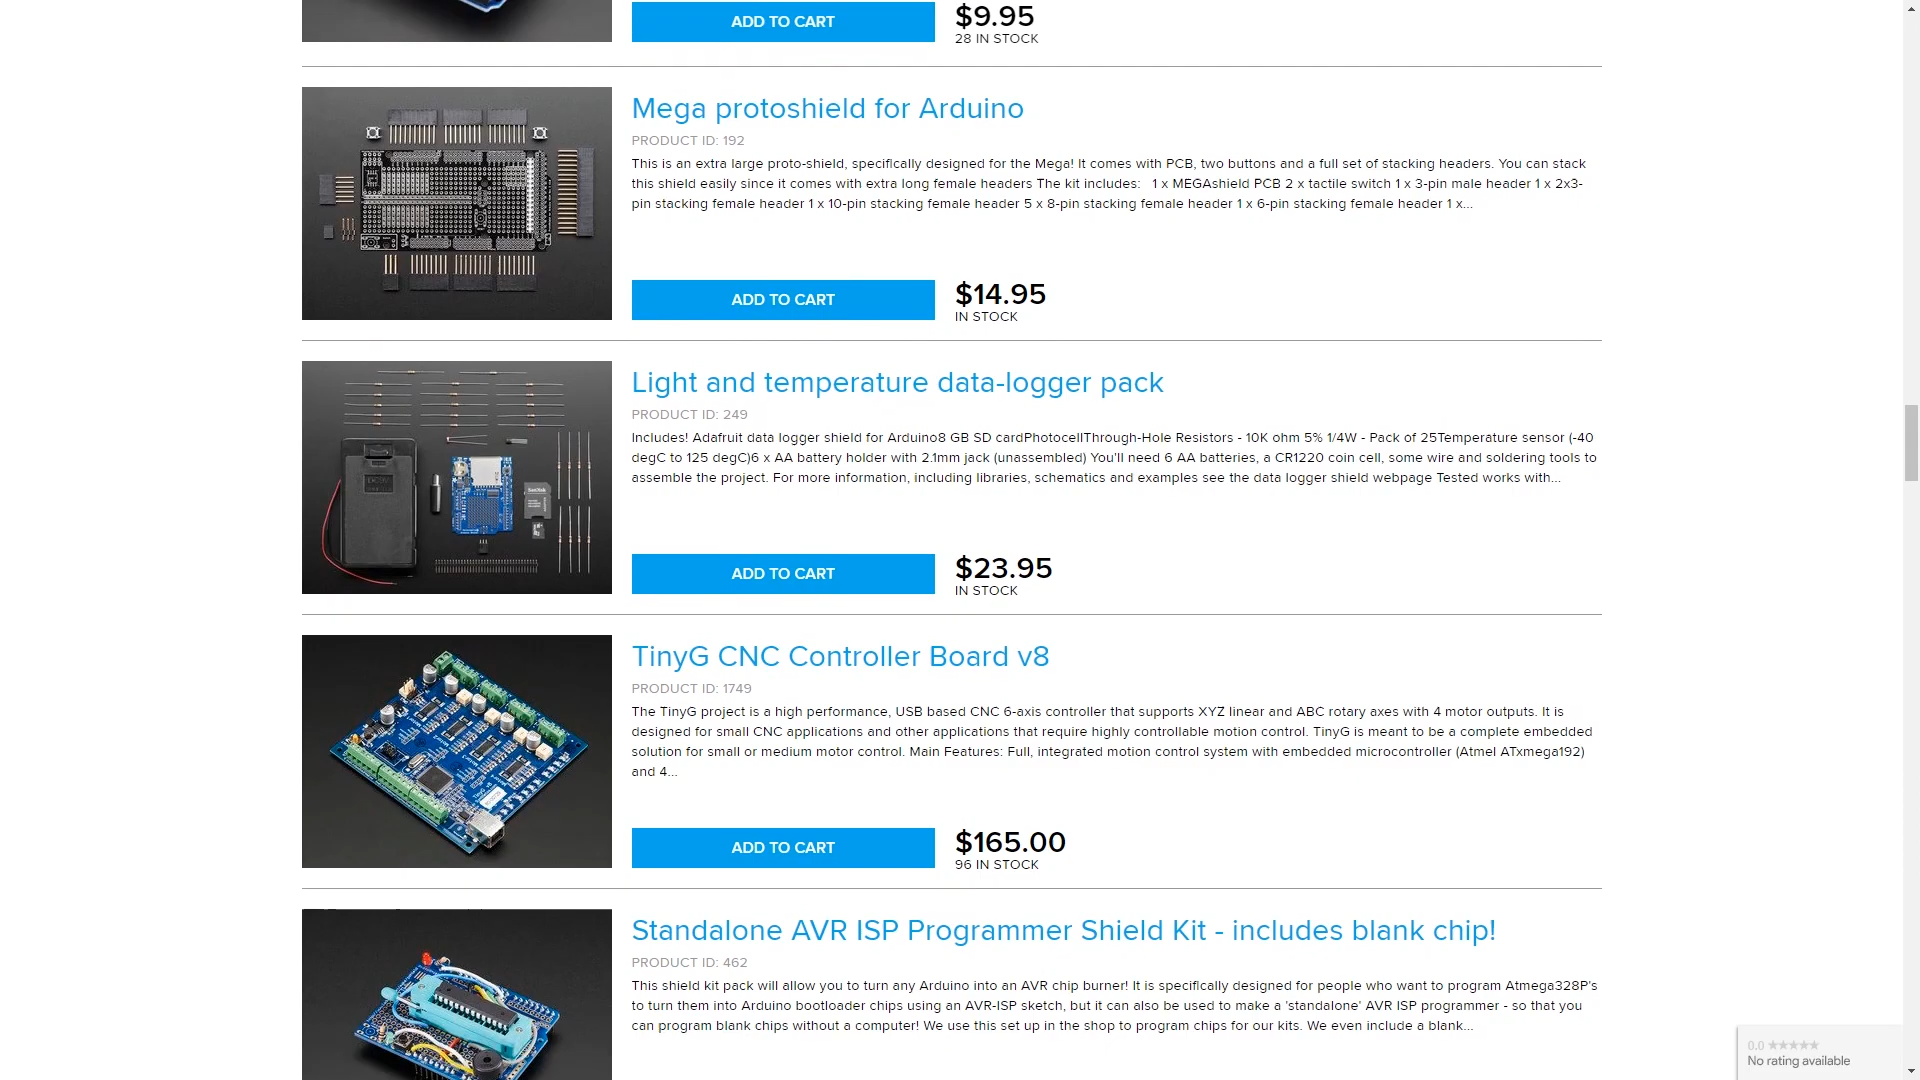 ADD TO CART
$9.95
28 IN STOCK
Mega protoshield for Arduino
PRODUCT ID: 192
This is an extra large proto-shield, specifically designed for the Mega! It comes with PCB, two buttons and a full set of stacking headers. You can stack
this shield easily since it comes with extra long female headers The kit includes:   1 x MEGAshield PCB 2 x tactile switch 1 x 3-pin male header 1 x 2x3-
pin stacking female header 1 x 10-pin stacking female header 5 x 8-pin stacking female header 1 x 6-pin stacking female header 1 x...
ADD TO CART
$14.95
IN STOCK
Light and temperature data-logger pack
PRODUCT ID: 249
Includes! Adafruit data logger shield for Arduino8 GB SD cardPhotocellThrough-Hole Resistors - 10K ohm 5% 1/4W - Pack of 25Temperature sensor (-40
degC to 125 degC)6 x AA battery holder with 2.1mm jack (unassembled) You'll need 6 AA batteries, a CR1220 coin cell, some wire and soldering tools to
assemble the project. For more information, including libraries, schematics and examples see the data logger shield webpage Tested works with...
ADD TO CART
$23.95
IN STOCK
TinyG CNC Controller Board v8
PRODUCT ID: 1749
The TinyG project is a high performance, USB based CNC 6-axis controller that supports XYZ linear and ABC rotary axes with 4 motor outputs. It is
designed for small CNC applications and other applications that require highly controllable motion control. TinyG is meant to be a complete embedded
solution for small or medium motor control. Main Features: Full, integrated motion control system with embedded microcontroller (Atmel ATxmega192)
and 4...
ADD TO CART
$165.00
96 IN STOCK
Standalone AVR ISP Programmer Shield Kit - includes blank chip!
PRODUCT ID: 462
This shield kit pack will allow you to turn any Arduino into an AVR chip burner! It is specifically designed for people who want to program Atmega328P's
to turn them into Arduino bootloader chips using an AVR-ISP sketch, but it can also be used to make a 'standalone' AVR ISP programmer - so that you
can program blank chips without a computer! We use this set up in the shop to program chips for our kits. We even include a blank...
0.0
No rating available